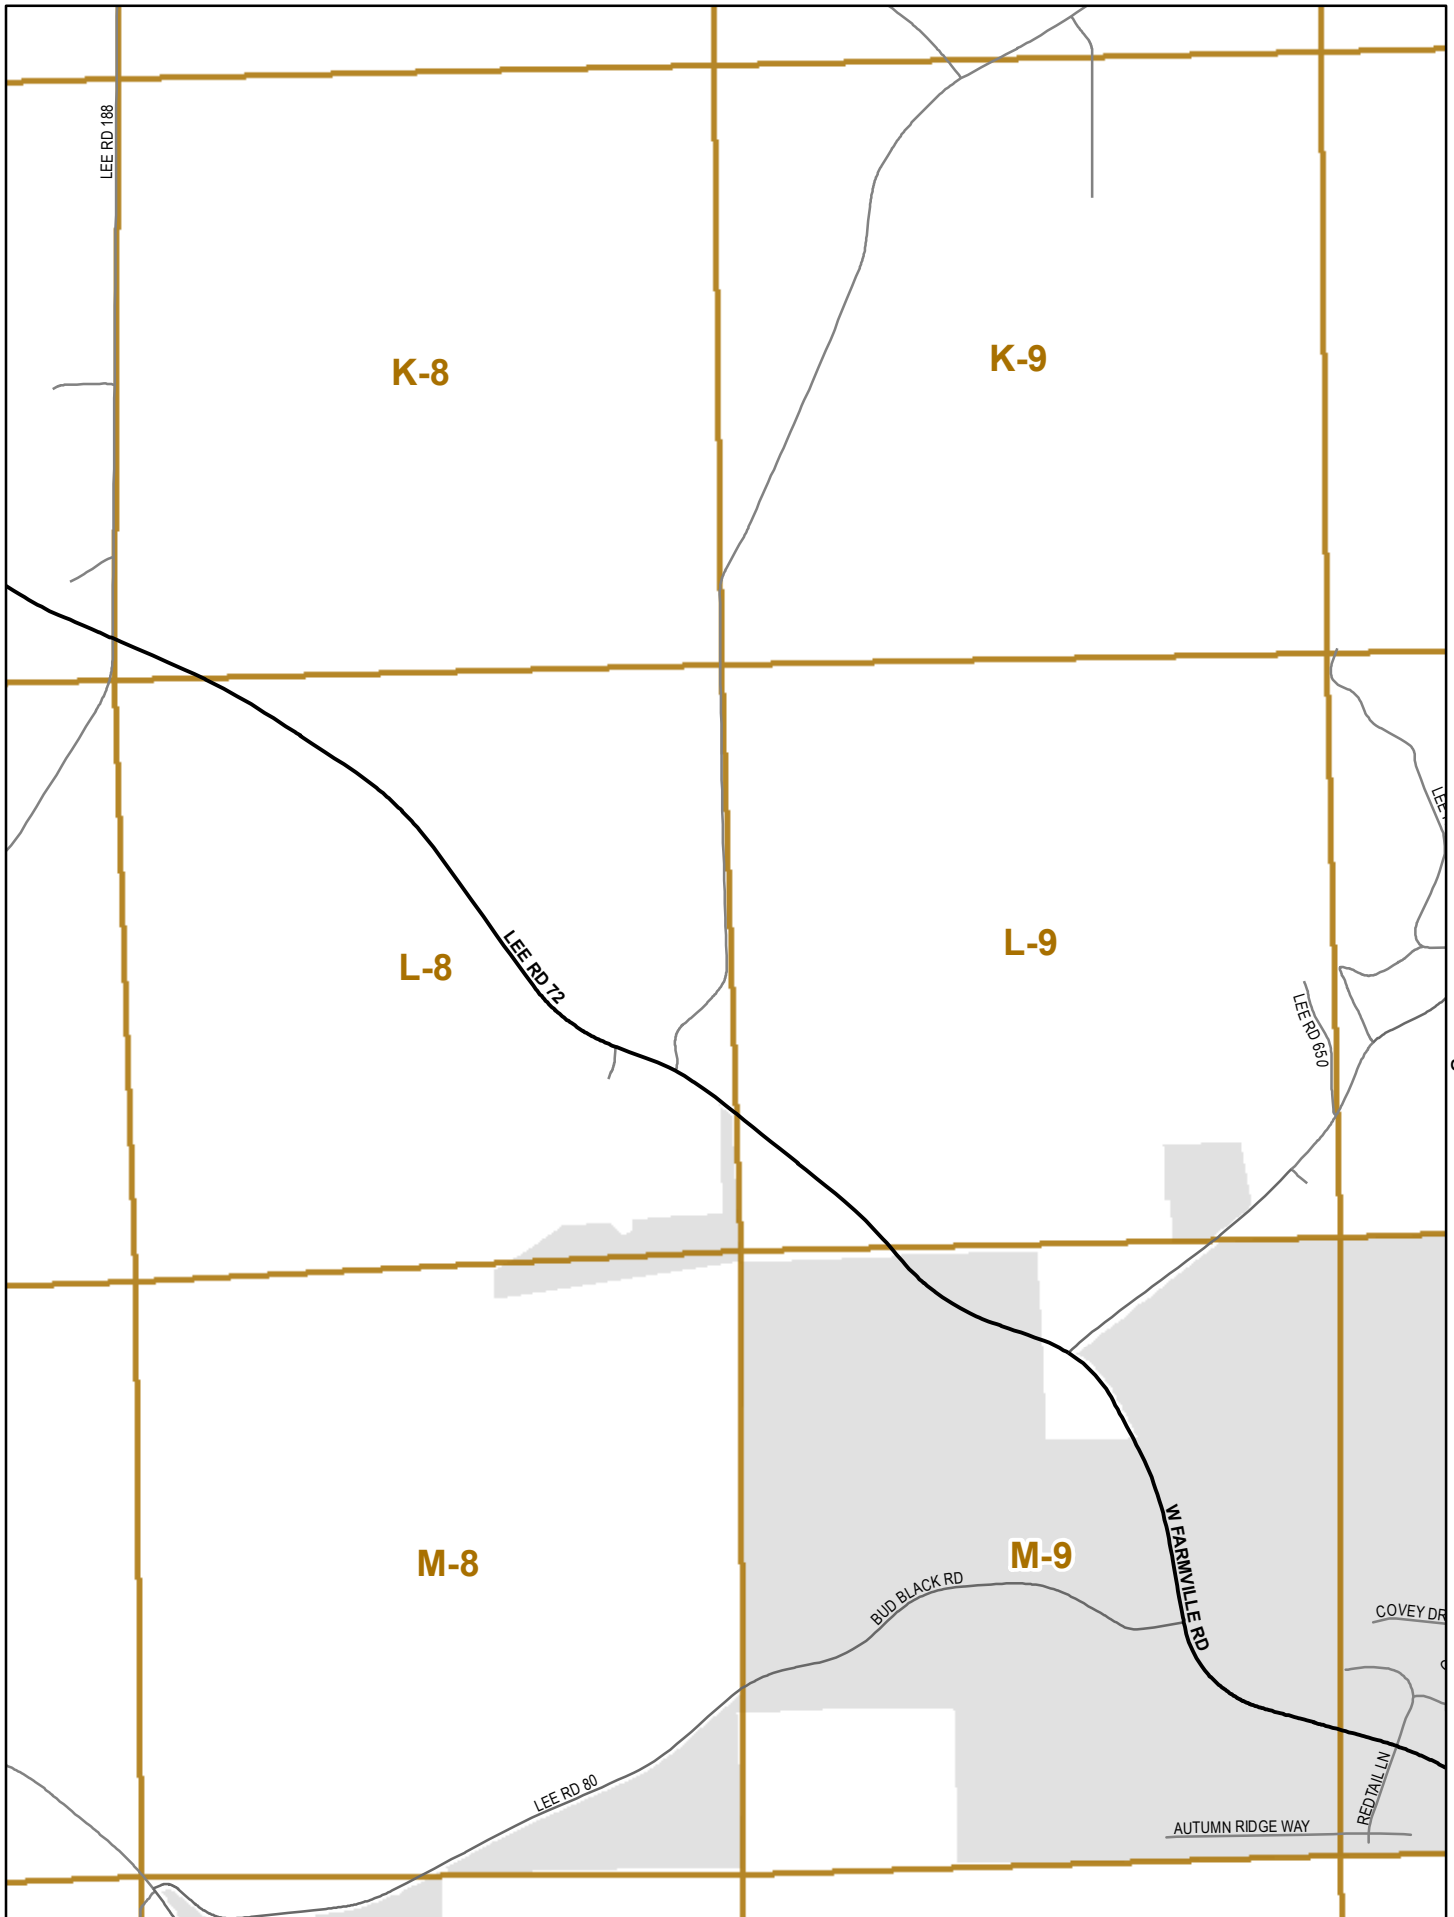 LEE RD 188
K-8
K-9
LEE
L-8
LEE RD 72
L-9
LEE RD 650
M-8
M-9
W FARMVILLE RD
BUD BLACK RD
COVEY DR
LEE RD 80
REDTAIL LN
AUTUMN RIDGE WAY